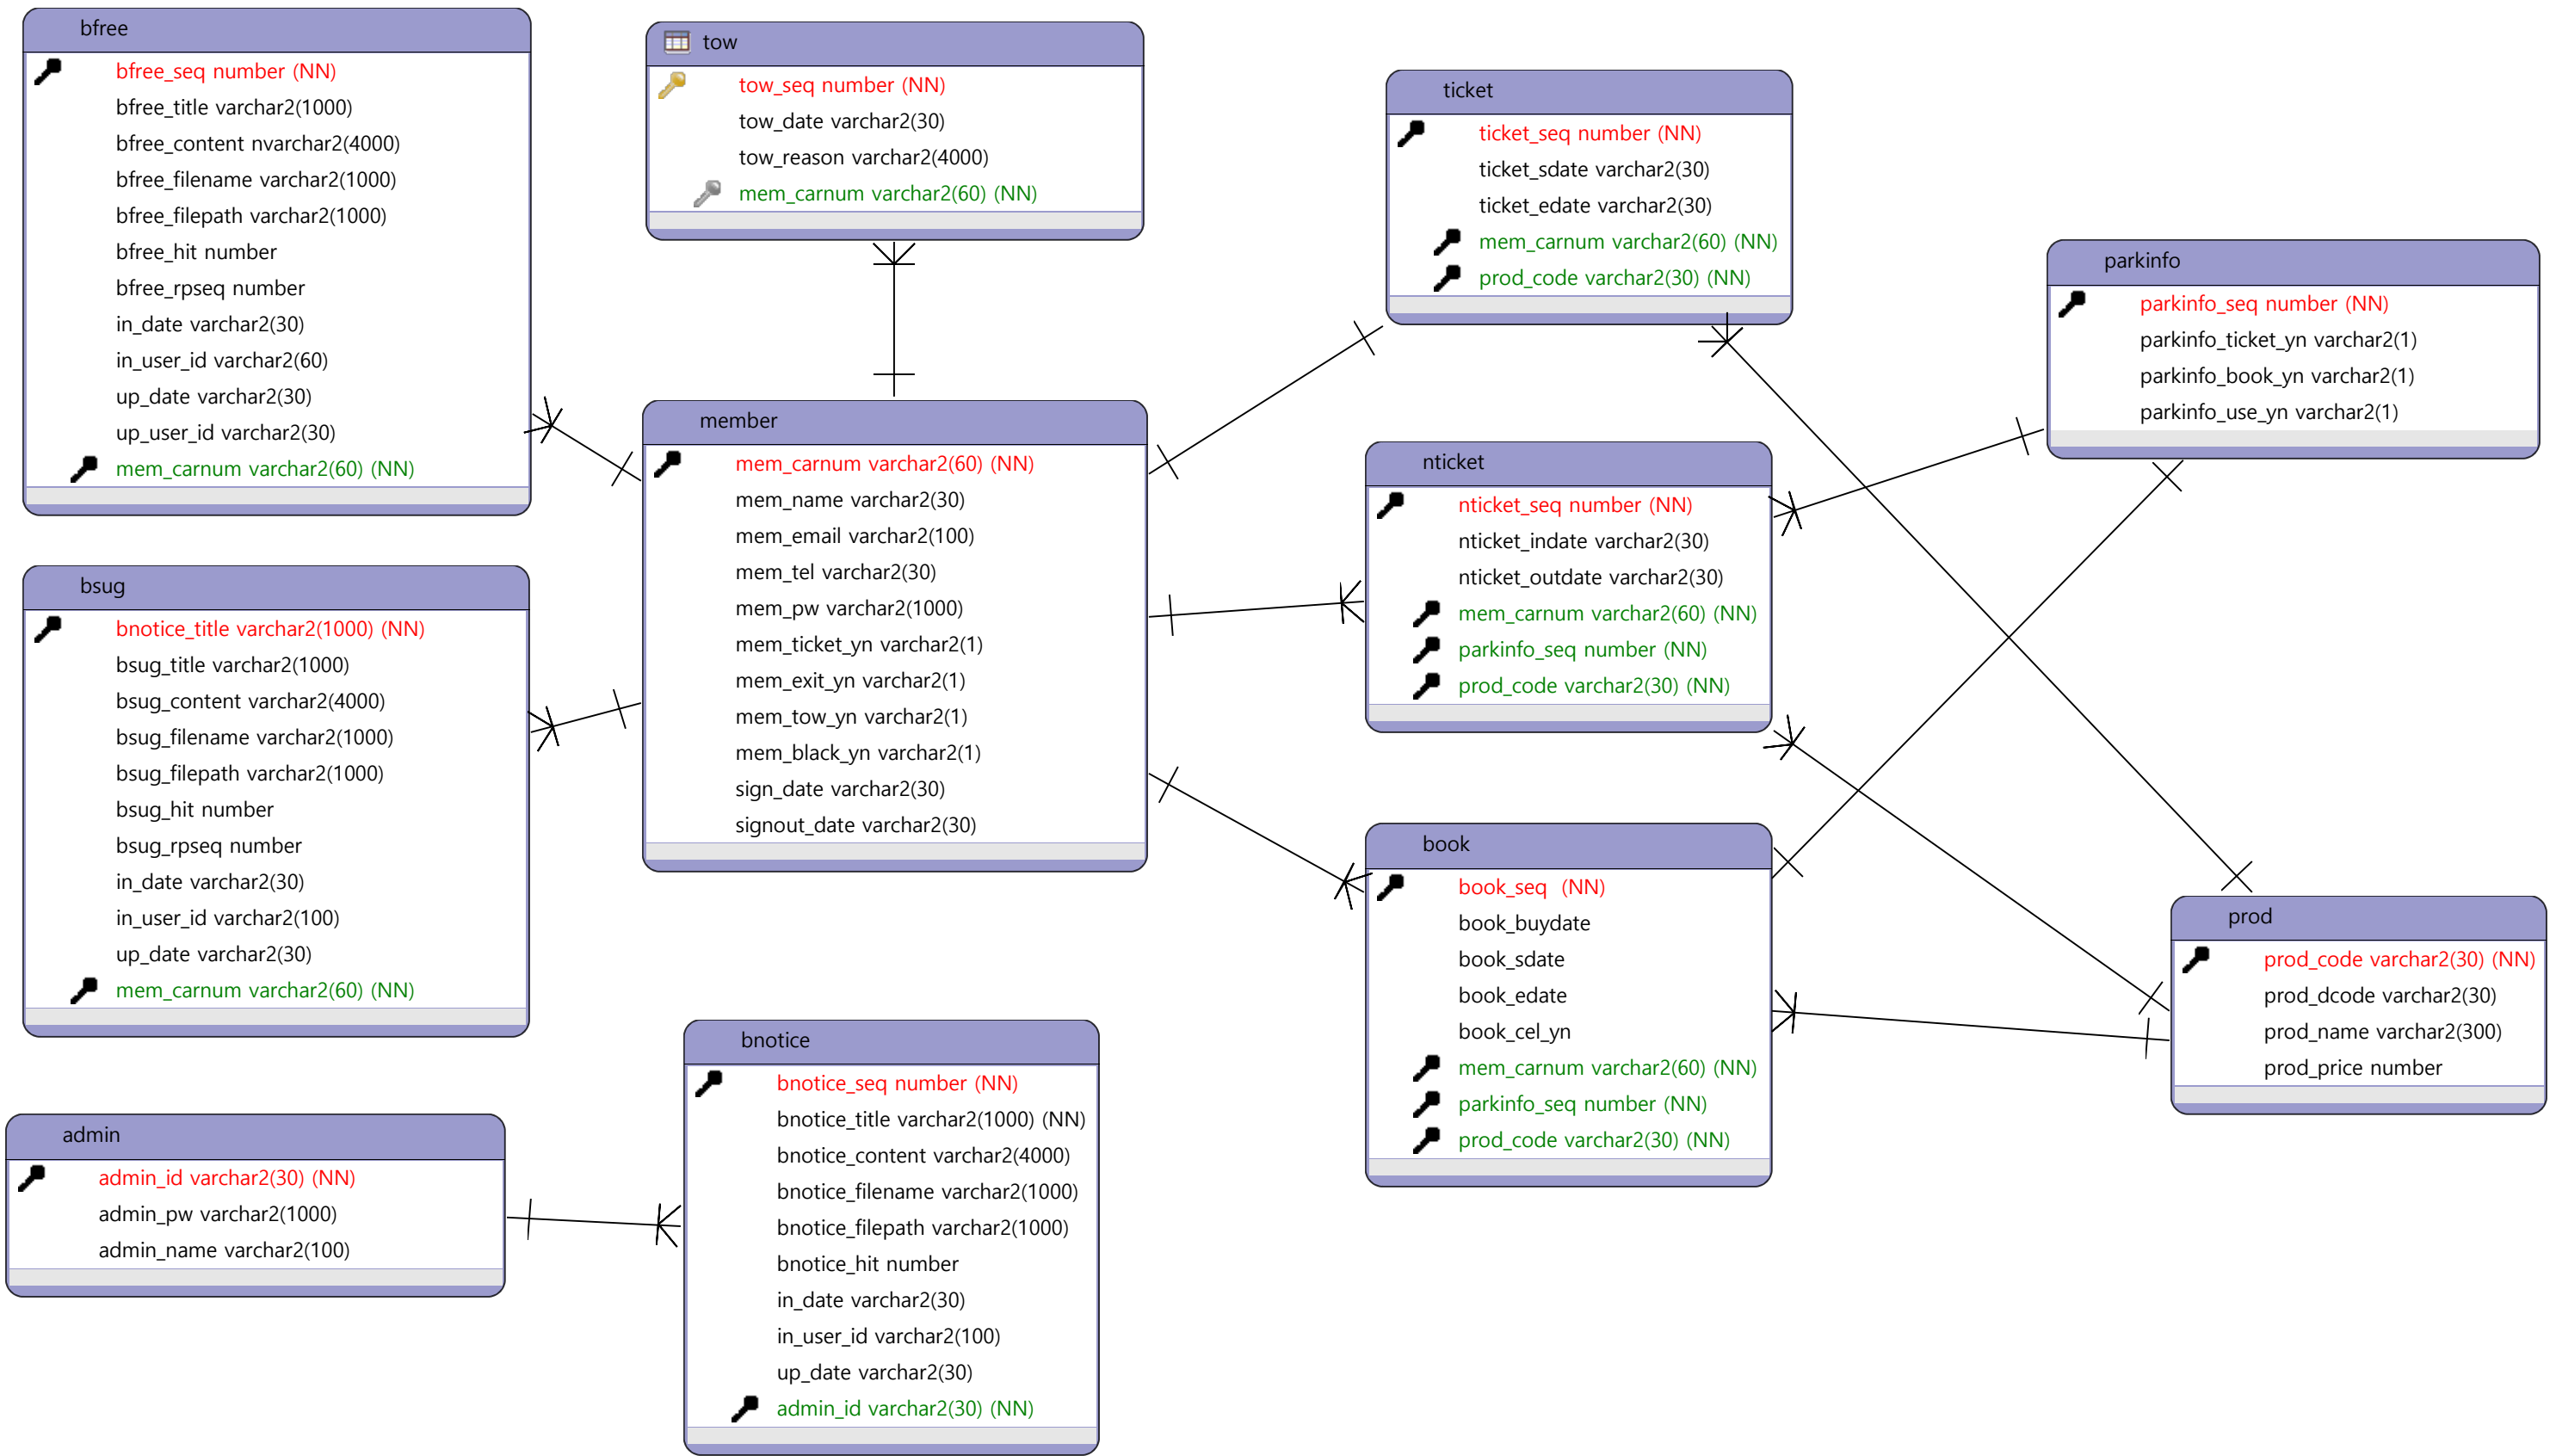 bfree
bfree_seq number (NN)
bfree_title varchar2(1000)
bfree_content nvarchar2(4000)
bfree_filename varchar2(1000)
bfree_filepath varchar2(1000)
bfree_hit number
bfree_rpseq number
in_date varchar2(30)
in_user_id varchar2(60)
up_date varchar2(30)
up_user_id varchar2(30)
mem_carnum varchar2(60) (NN)
tow
tow_seq number (NN)
tow_date varchar2(30)
tow_reason varchar2(4000)
mem_carnum varchar2(60) (NN)
ticket
ticket_seq number (NN)
ticket_sdate varchar2(30)
ticket_edate varchar2(30)
mem_carnum varchar2(60) (NN)
prod_code varchar2(30) (NN)
parkinfo
parkinfo_seq number (NN)
parkinfo_ticket_yn varchar2(1)
parkinfo_book_yn varchar2(1)
parkinfo_use_yn varchar2(1)
member
mem_carnum varchar2(60) (NN)
mem_name varchar2(30)
mem_email varchar2(100)
mem_tel varchar2(30)
mem_pw varchar2(1000)
mem_ticket_yn varchar2(1)
mem_exit_yn varchar2(1)
mem_tow_yn varchar2(1)
mem_black_yn varchar2(1)
sign_date varchar2(30)
signout_date varchar2(30)
nticket
nticket_seq number (NN)
nticket_indate varchar2(30)
nticket_outdate varchar2(30)
mem_carnum varchar2(60) (NN)
parkinfo_seq number (NN)
prod_code varchar2(30) (NN)
bsug
bnotice_title varchar2(1000) (NN)
bsug_title varchar2(1000)
bsug_content varchar2(4000)
bsug_filename varchar2(1000)
bsug_filepath varchar2(1000)
bsug_hit number
bsug_rpseq number
in_date varchar2(30)
in_user_id varchar2(100)
up_date varchar2(30)
mem_carnum varchar2(60) (NN)
book
book_seq (NN)
book_buydate
book_sdate
book_edate
book_cel_yn
mem_carnum varchar2(60) (NN)
parkinfo_seq number (NN)
prod_code varchar2(30) (NN)
prod
prod_code varchar2(30) (NN)
prod_dcode varchar2(30)
prod_name varchar2(300)
prod_price number
bnotice
bnotice_seq number (NN)
bnotice_title varchar2(1000) (NN)
bnotice_content varchar2(4000)
bnotice_filename varchar2(1000)
bnotice_filepath varchar2(1000)
bnotice_hit number
in_date varchar2(30)
in_user_id varchar2(100)
up_date varchar2(30)
admin_id varchar2(30) (NN)
admin
admin_id varchar2(30) (NN)
admin_pw varchar2(1000)
admin_name varchar2(100)